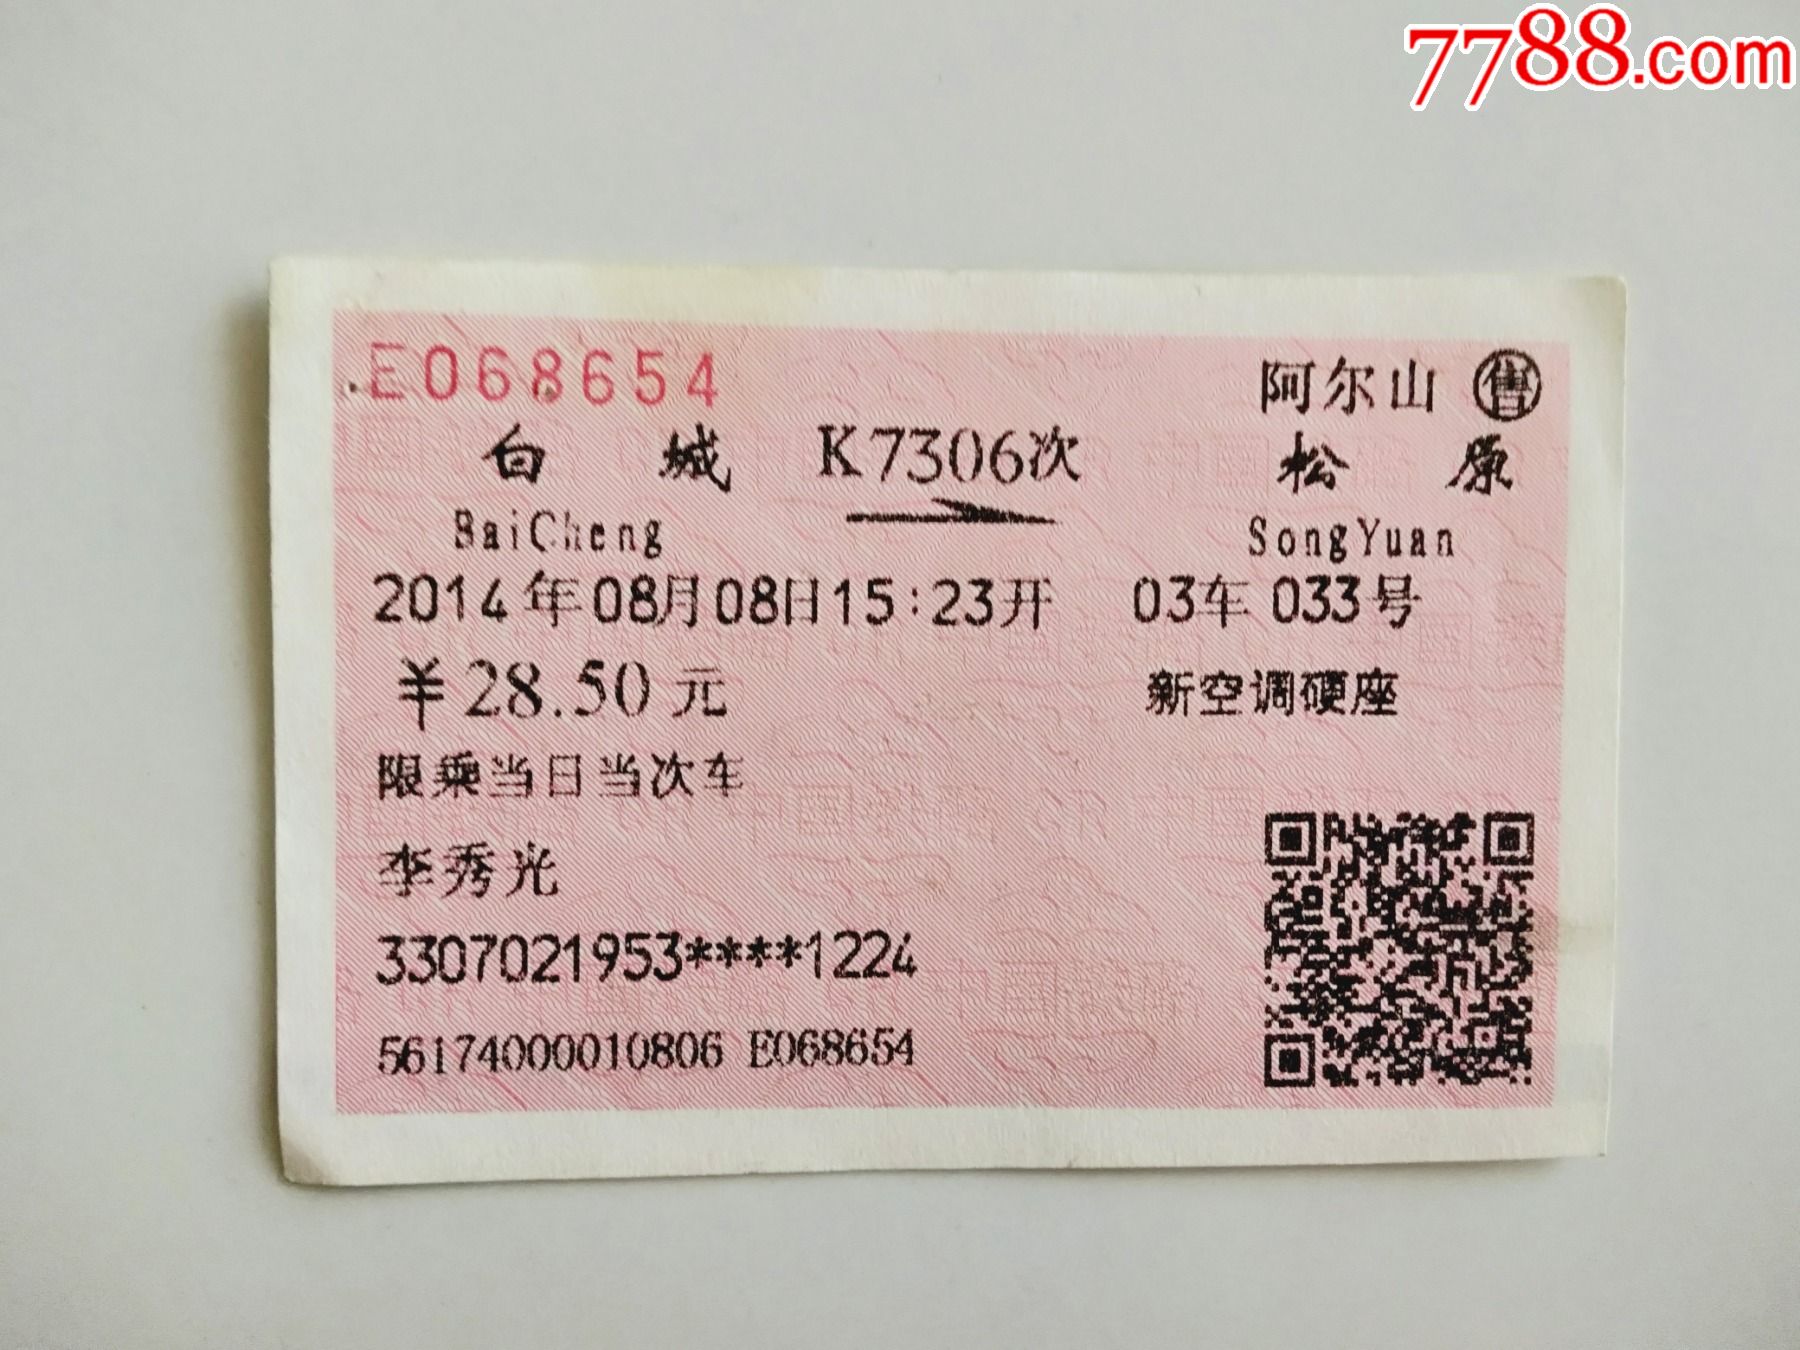 7788.com
E068654
阿尔山 售
白城 K7306次 松原
BaiCheng SongYuan
2014年08月08日15:23开 03车033号
¥28.50元 新空调硬座
限乘当日当次车
李秀光
3307021953****1224
56174000010806 E068654